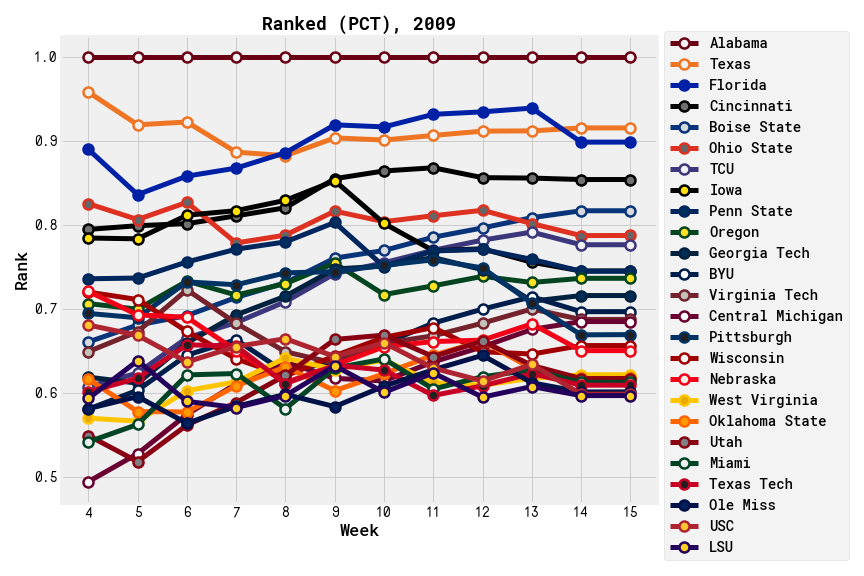 Ranked (PCT), 2009
1.0
0.9
0.8
0.7
0.6
0.5
Rank
4 5 6 7 8 9 10 11 12 13 14 15
Week
Alabama
Texas
Florida
Cincinnati
Boise State
Ohio State
TCU
Iowa
Penn State
Oregon
Georgia Tech
BYU
Virginia Tech
Central Michigan
Pittsburgh
Wisconsin
Nebraska
West Virginia
Oklahoma State
Utah
Miami
Texas Tech
Ole Miss
USC
LSU